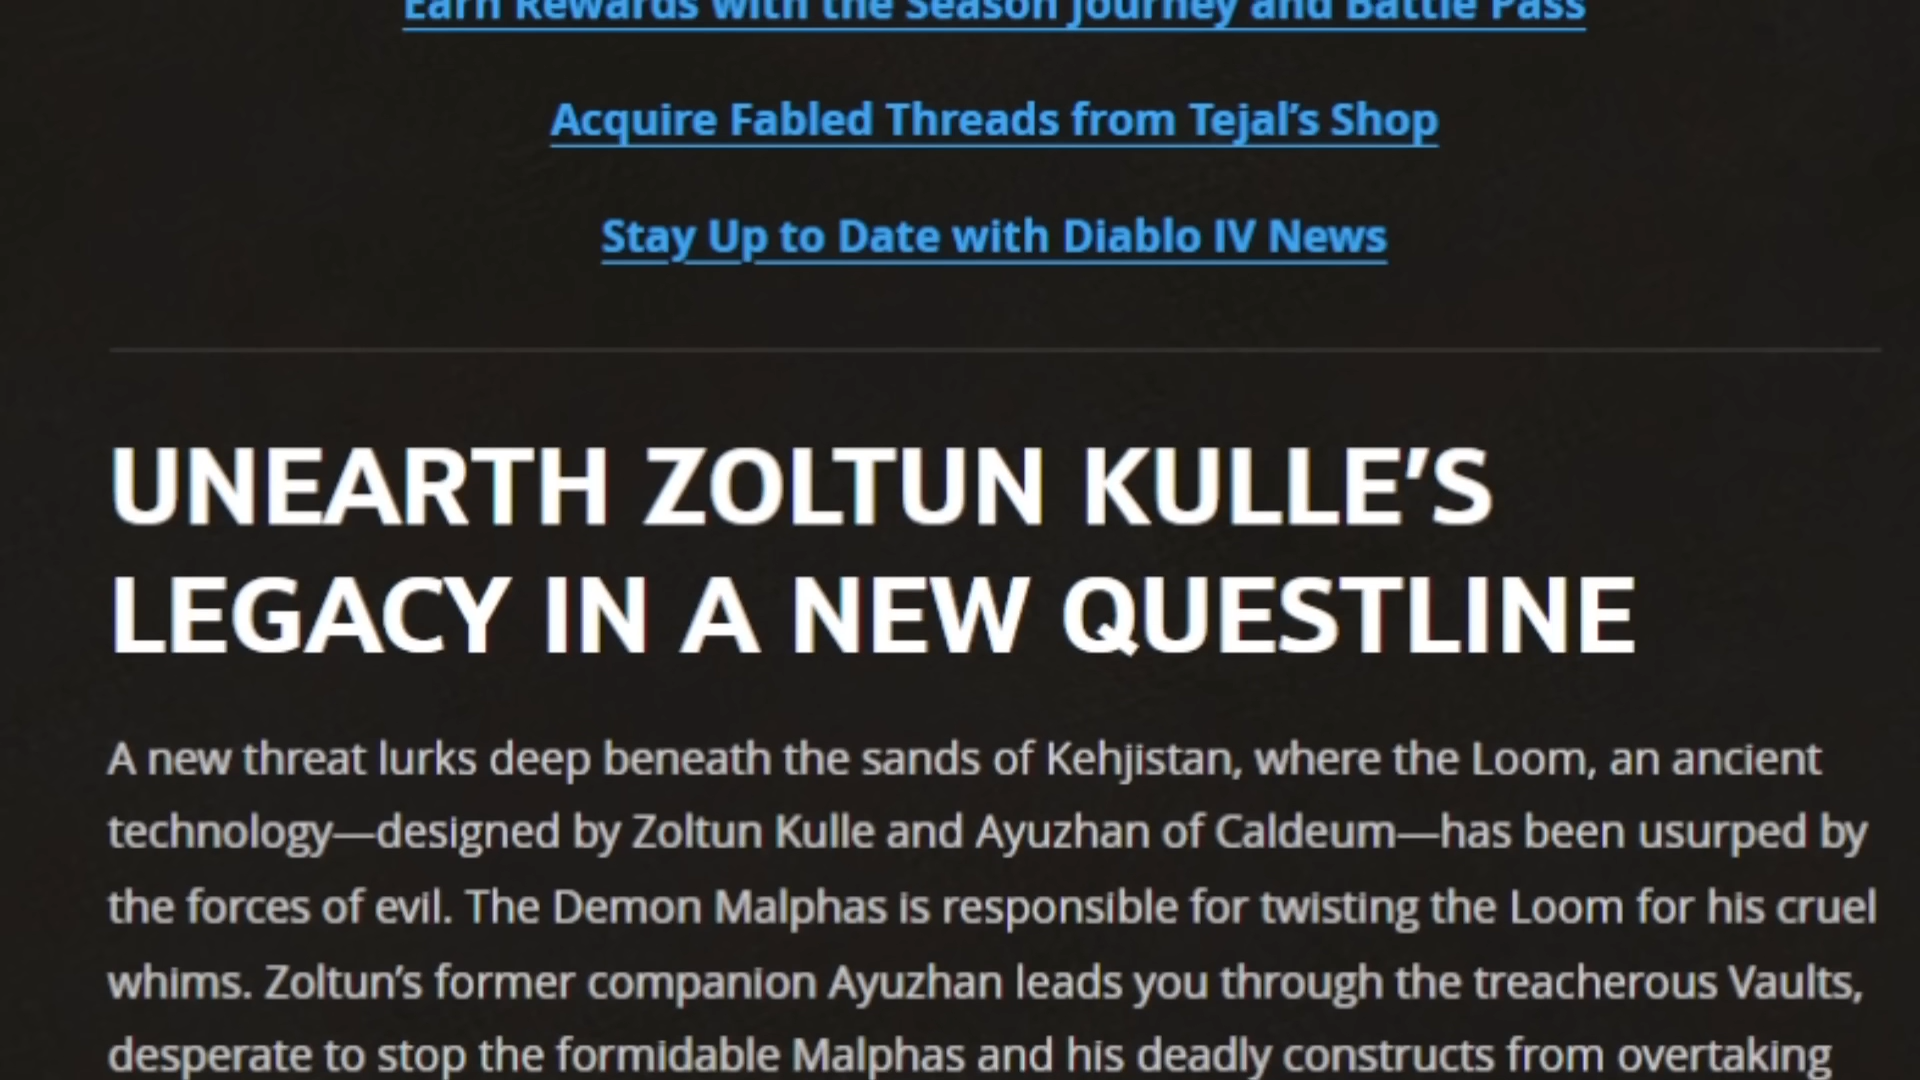 Earn Rewards with the Season Journey and Battle Pass
Acquire Fabled Threads from Tejal’s Shop
Stay Up to Date with Diablo IV News
UNEARTH ZOLTUN KULLE’S
LEGACY IN A NEW QUESTLINE
A new threat lurks deep beneath the sands of Kehjistan, where the Loom, an ancient
technology—designed by Zoltun Kulle and Ayuzhan of Caldeum—has been usurped by
the forces of evil. The Demon Malphas is responsible for twisting the Loom for his cruel
whims. Zoltun’s former companion Ayuzhan leads you through the treacherous Vaults,
desperate to stop the formidable Malphas and his deadly constructs from overtaking